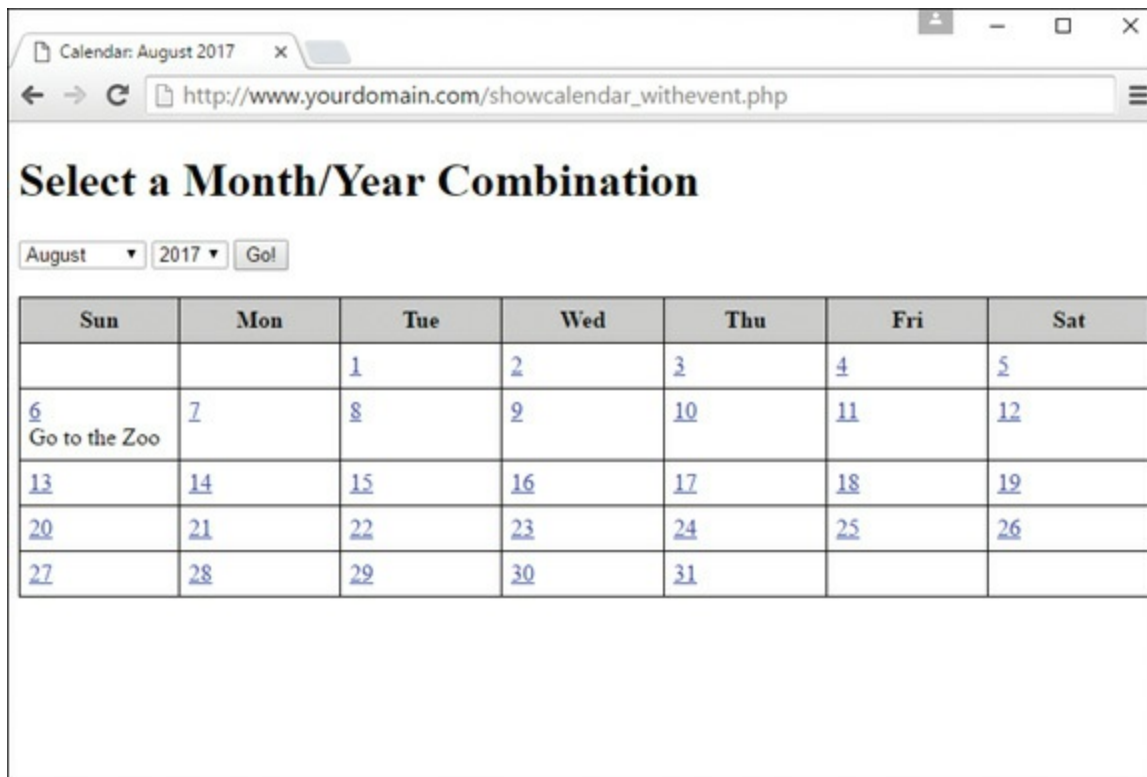 Calendar: August 2017
http://www.yourdomain.com/showcalendar_withevent.php
Select a Month/Year Combination
August 2017 Go!
Sun Mon Tue Wed Thu Fri Sat
1 2 3 4 5
6 7 8 9 10 11 12
Go to the Zoo
13 14 15 16 17 18 19
20 21 22 23 24 25 26
27 28 29 30 31